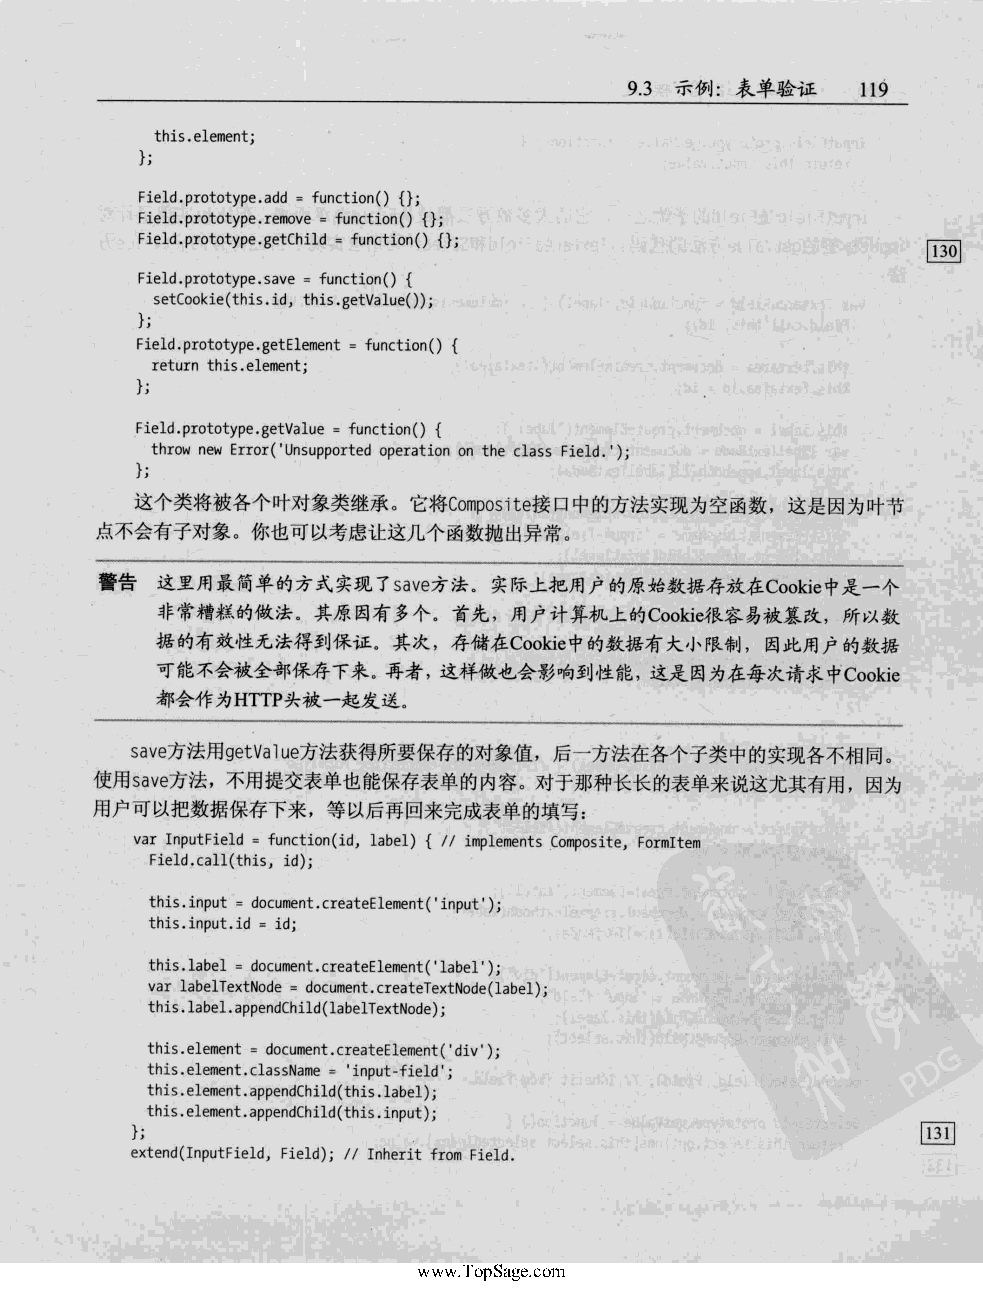 9.3 示例：表单验证 119
this.element;
};
Field.prototype.add = function() {};
Field.prototype.remove = function() {};
Field.prototype.getChild = function() {};
130
Field.prototype.save = function() {
setCookie(this.id, this.getValue());
};
Field.prototype.getElement = function() {
return this.element;
};
Field.prototype.getValue = function() {
throw new Error('Unsupported operation on the class Field.');
};
这个类将被各个叶对象类继承。它将Composite接口中的方法实现为空函数，这是因为叶节
点不会有子对象。你也可以考虑让这几个函数抛出异常。
警告 这里用最简单的方式实现了save方法。实际上把用户的原始数据存放在Cookie中是一个
非常糟糕的做法。其原因有多个。首先，用户计算机上的Cookie很容易被篡改，所以数
据的有效性无法得到保证。其次，存储在Cookie中的数据有大小限制，因此用户的数据
可能不会被全部保存下来。再者，这样做也会影响到性能，这是因为在每次请求中Cookie
都会作为HTTP头被一起发送。
save方法用getValue方法获得所要保存的对象值，后一方法在各个子类中的实现各不相同。
使用save方法，不用提交表单也能保存表单的内容。对于那种长长的表单来说这尤其有用，因为
用户可以把数据保存下来，等以后再回来完成表单的填写：
var InputField = function(id, label) { // implements Composite, FormItem
Field.call(this, id);
this.input = document.createElement('input');
this.input.id = id;
this.label = document.createElement('label');
var labelTextNode = document.createTextNode(label);
this.label.appendChild(labelTextNode);
this.element = document.createElement('div');
this.element.className = 'input-field';
this.element.appendChild(this.label);
this.element.appendChild(this.input);
};
131
extend(InputField, Field); // Inherit from Field.
PDG
www.TopSage.com